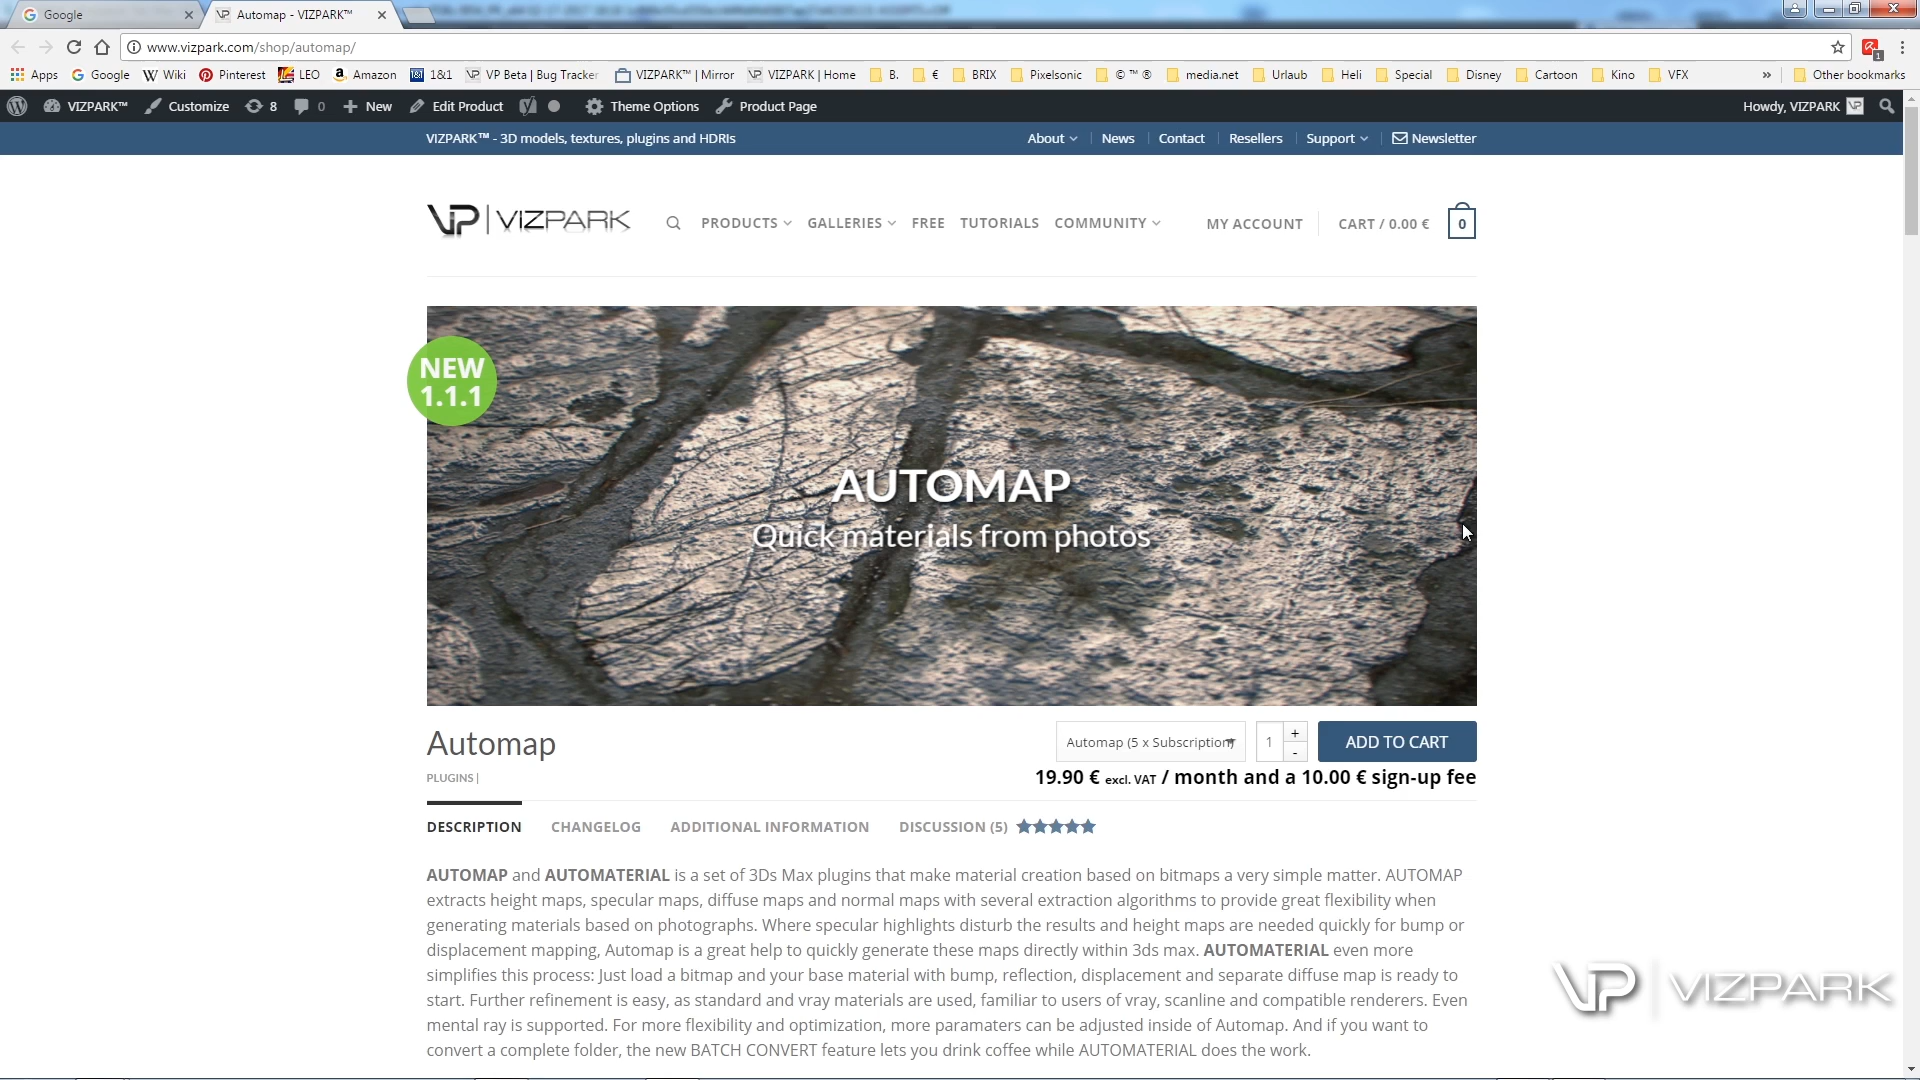 Google
Automap - VIZPARK™
www.vizpark.com/shop/automap/
Apps Google Wiki Pinterest LEO Amazon 1&1 VP Beta | Bug Tracker VIZPARK™ | Mirror VIZPARK | Home B. € BRIX Pixelsonic © ™ ® media.net Urlaub Heli Special Disney Cartoon Kino VFX » Other bookmarks
VIZPARK™ Customize 8 0 New Edit Product Theme Options Product Page Howdy, VIZPARK
VIZPARK™ - 3D models, textures, plugins and HDRIs About News Contact Resellers Support Newsletter
VP | VIZPARK PRODUCTS GALLERIES FREE TUTORIALS COMMUNITY MY ACCOUNT CART / 0.00 € 0
NEW
1.1.1
AUTOMAP
Quick materials from photos
Automap Automap (5 x Subscription) 1 + - ADD TO CART
PLUGINS |
19.90 € excl. VAT / month and a 10.00 € sign-up fee
DESCRIPTION CHANGELOG ADDITIONAL INFORMATION DISCUSSION (5)
AUTOMAP and AUTOMATERIAL is a set of 3Ds Max plugins that make material creation based on bitmaps a very simple matter. AUTOMAP
extracts height maps, specular maps, diffuse maps and normal maps with several extraction algorithms to provide great flexibility when
generating materials based on photographs. Where specular highlights disturb the results and height maps are needed quickly for bump or
displacement mapping, Automap is a great help to quickly generate these maps directly within 3ds max. AUTOMATERIAL even more
simplifies this process: Just load a bitmap and your base material with bump, reflection, displacement and separate diffuse map is ready to
start. Further refinement is easy, as standard and vray materials are used, familiar to users of vray, scanline and compatible renderers. Even
mental ray is supported. For more flexibility and optimization, more paramaters can be adjusted inside of Automap. And if you want to
convert a complete folder, the new BATCH CONVERT feature lets you drink coffee while AUTOMATERIAL does the work.
VP | VIZPARK